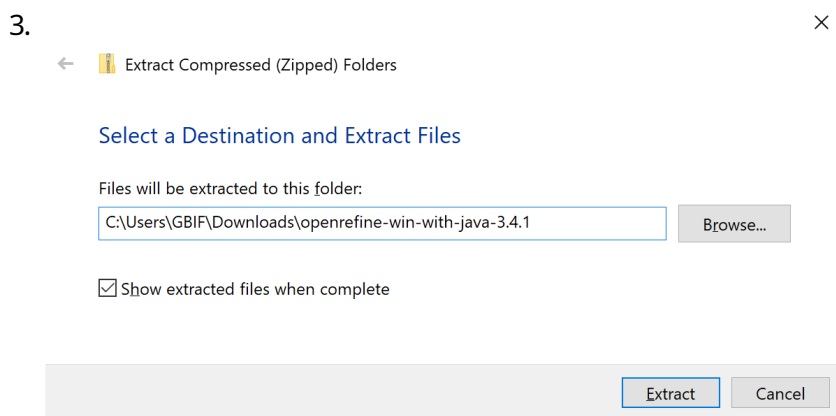 3.
Extract Compressed (Zipped) Folders
Select a Destination and Extract Files
Files will be extracted to this folder:
C:\Users\GBIF\Downloads\openrefine-win-with-java-3.4.1
Browse...
Show extracted files when complete
Extract
Cancel